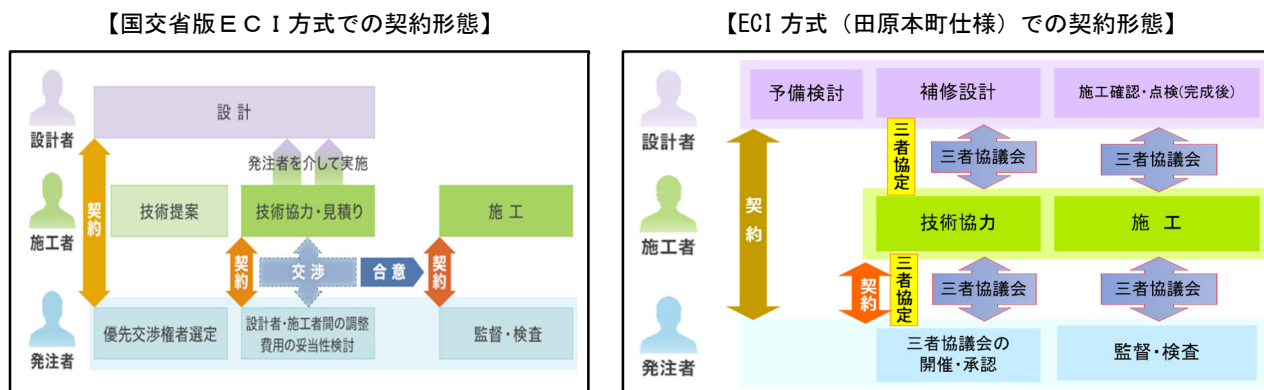 【国交省版ＥＣＩ方式での契約形態】
設計者
設 計
発注者を介して実施
契約
施工者
技術提案
技術協力・見積り
施 工
契約
交 渉
合 意
契約
発注者
優先交渉権者選定
設計者・施工者間の調整
費用の妥当性検討
監督・検査
【ECI 方式（田原本町仕様）での契約形態】
設計者
予備検討
補修設計
施工確認・点検(完成後)
契約
三者協定
三者協議会
三者協議会
施工者
技術協力
施 工
契約
三者協定
三者協議会
三者協議会
発注者
三者協議会の
開催・承認
監督・検査